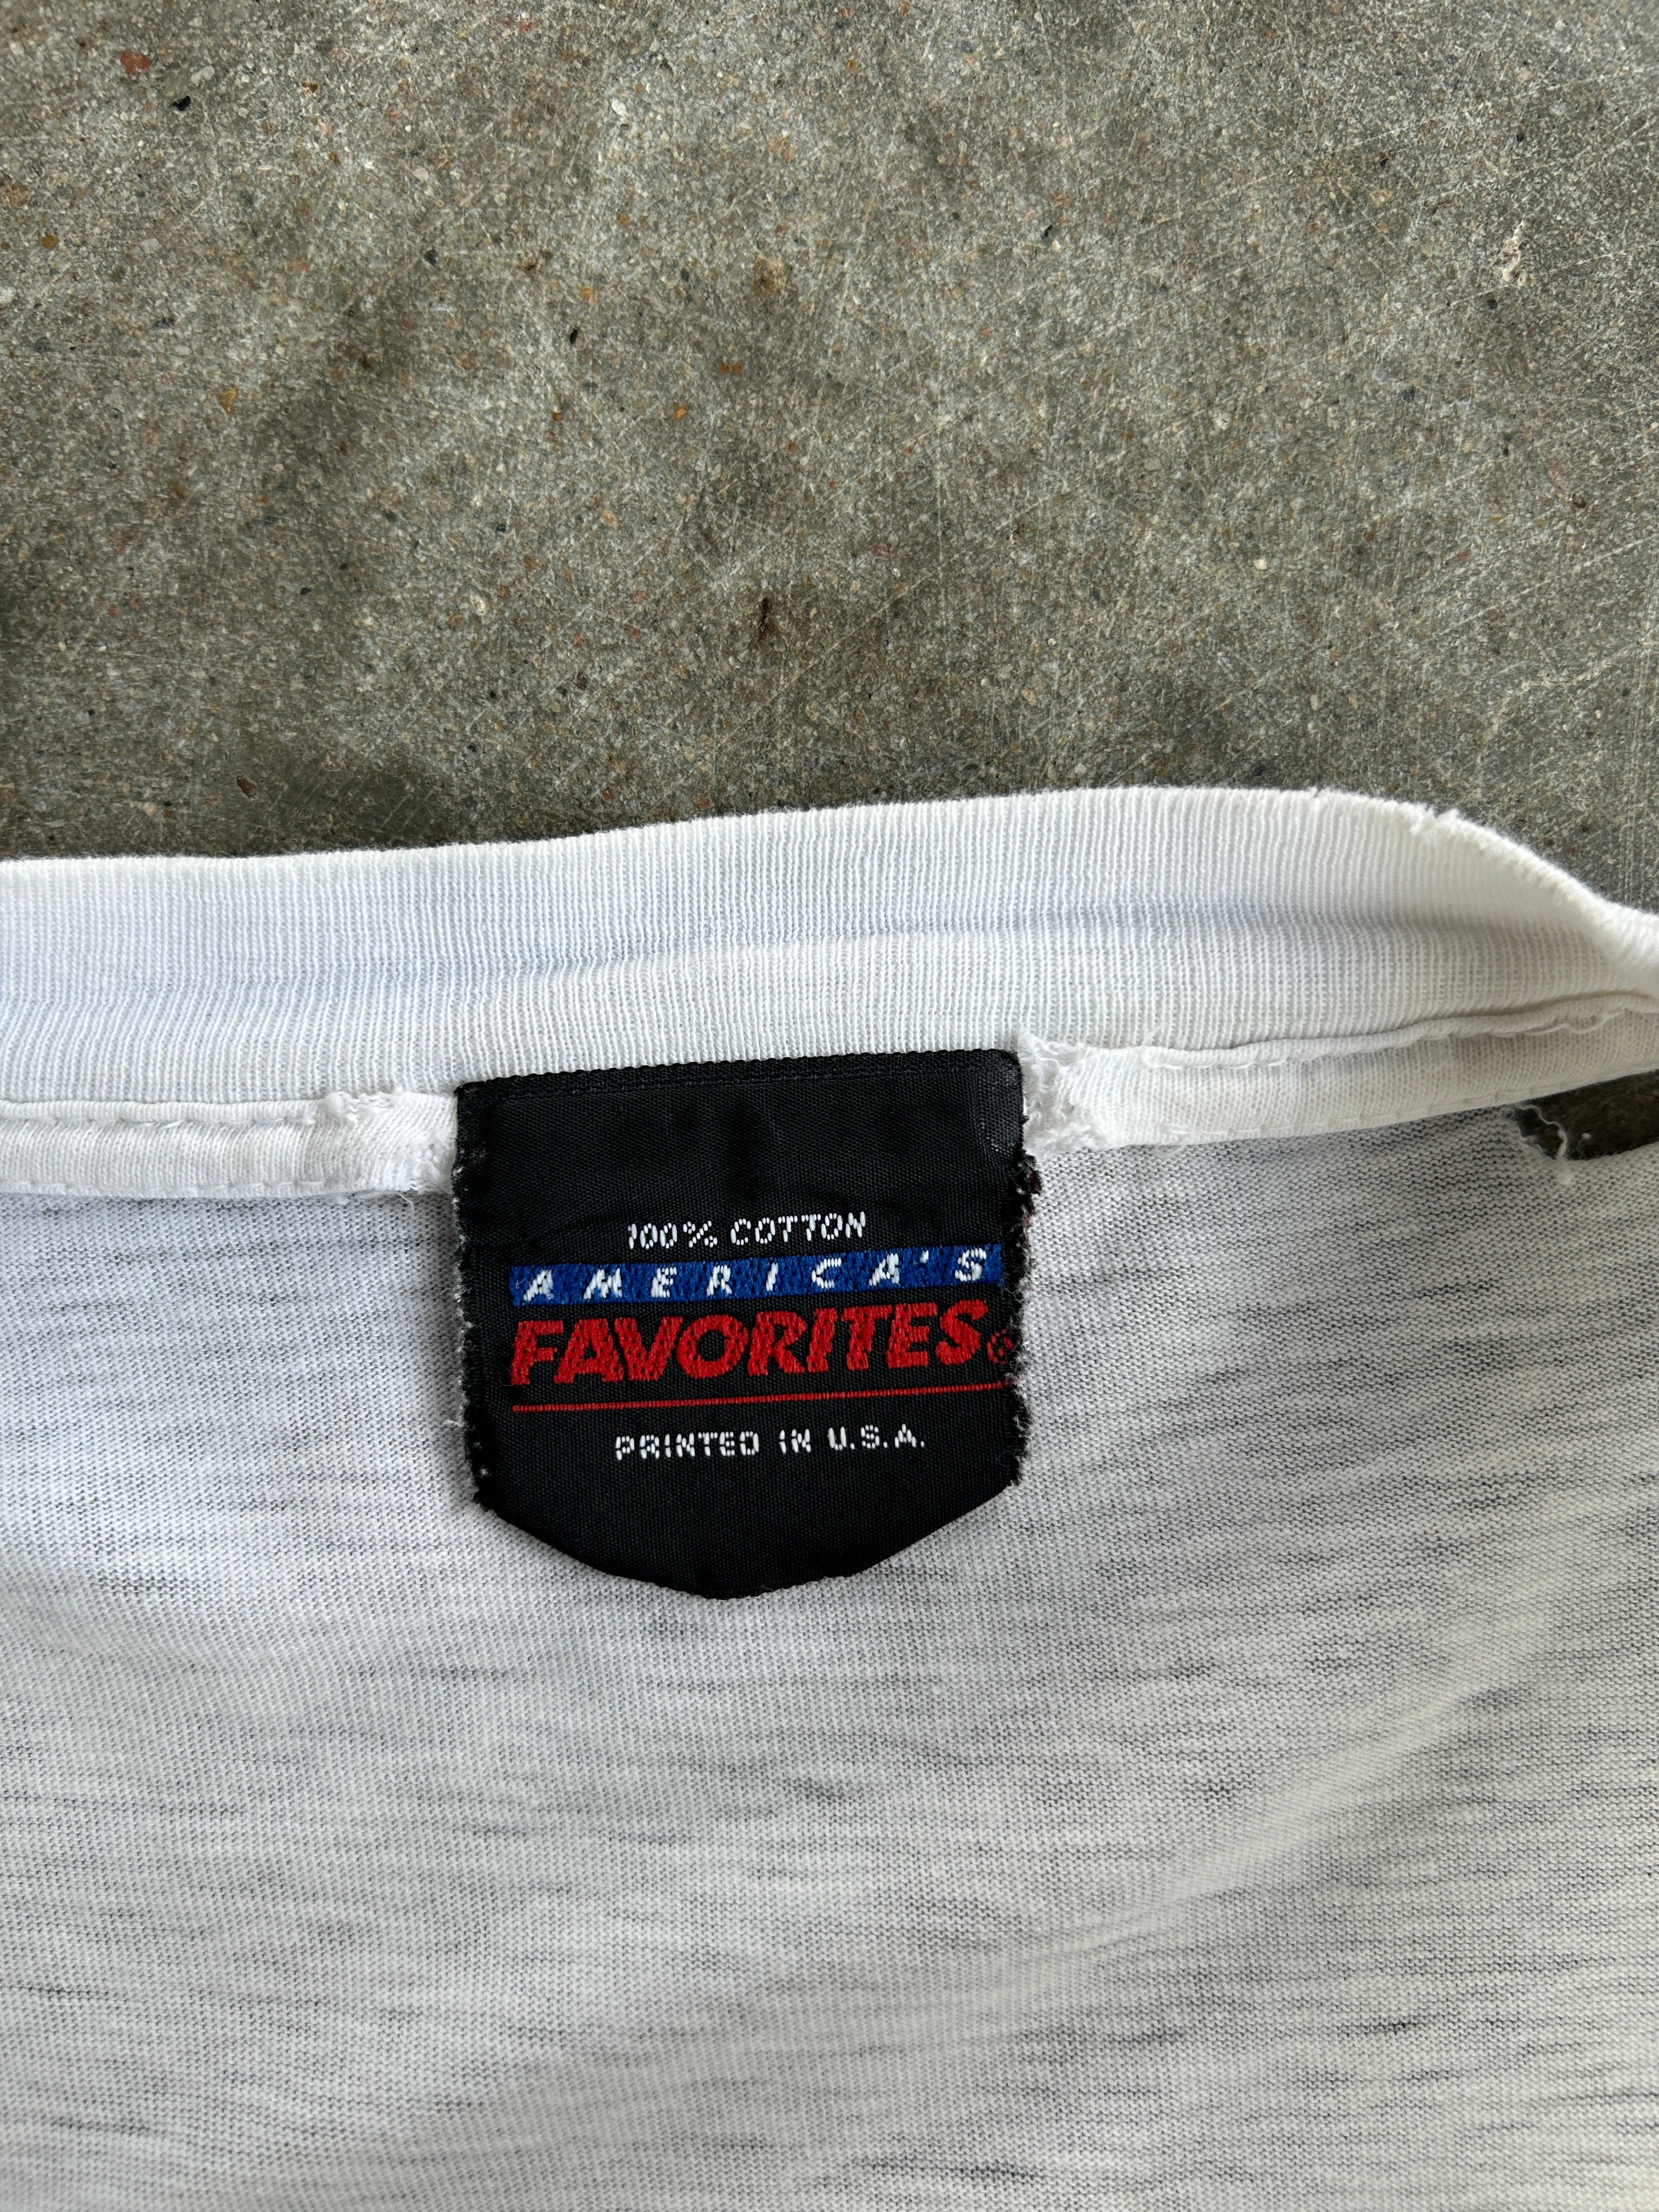 100% COTTON
AMERICA'S
FAVORITES®
PRINTED IN U.S.A.